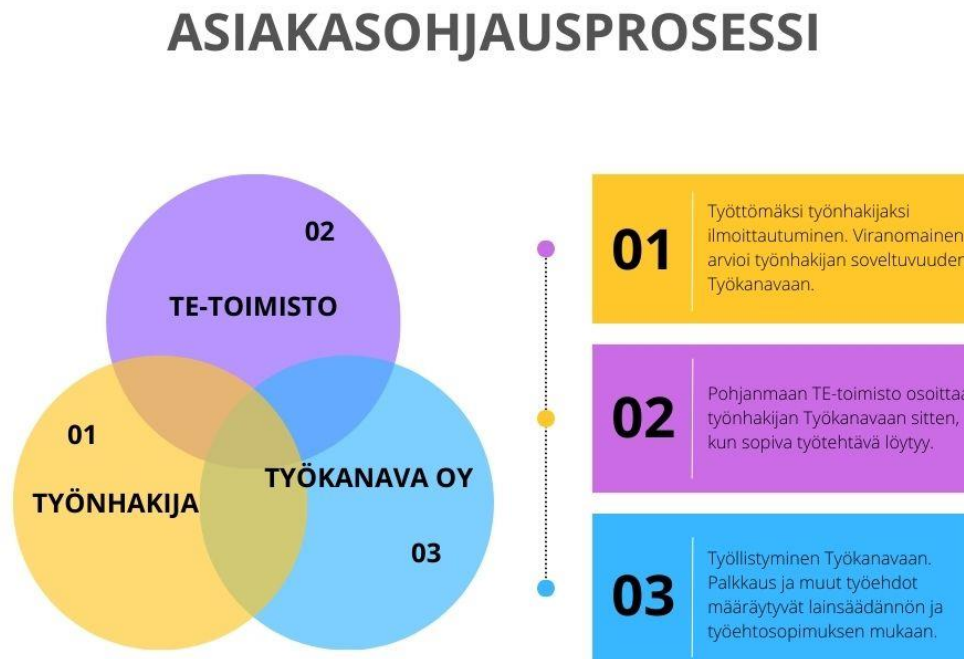 ASIAKASOHJAUSPROSESSI
02
TE-TOIMISTO
01
TYÖNHAKIJA
TYÖKANAVA OY
03
01
Työttömäksi työnhakijaksi
ilmoittautuminen. Viranomainen
arvioi työnhakijan soveltuvuuden
Työkanavaan.
02
Pohjanmaan TE-toimisto osoittaa
työnhakijan Työkanavaan sitten,
kun sopiva työtehtävä löytyy.
03
Työllistyminen Työkanavaan.
Palkkaus ja muut työehdot
määräytyvät lainsäädännön ja
työehtosopimuksen mukaan.